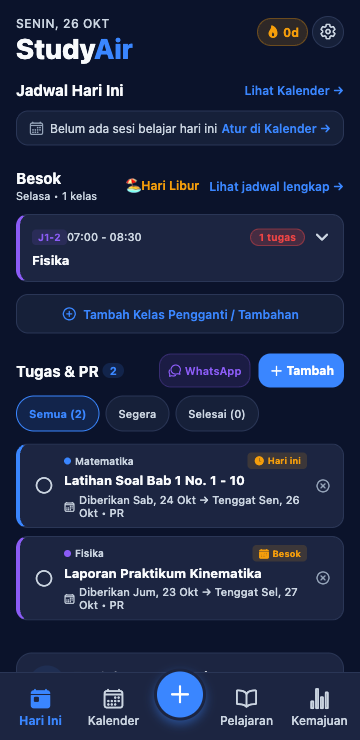 SENIN, 26 OKT
StudyAir
0d
Jadwal Hari Ini
Lihat Kalender →
Belum ada sesi belajar hari ini Atur di Kalender →
Besok
Selasa • 1 kelas
🏖️Hari Libur
Lihat jadwal lengkap →
J1-2 07:00 - 08:30
1 tugas
Fisika
Tambah Kelas Pengganti / Tambahan
Tugas & PR 2
WhatsApp
+ Tambah
Semua (2)
Segera
Selesai (0)
Matematika
Hari ini
Latihan Soal Bab 1 No. 1 - 10
Diberikan Sab, 24 Okt → Tenggat Sen, 26
Okt • PR
Fisika
Besok
Laporan Praktikum Kinematika
Diberikan Jum, 23 Okt → Tenggat Sel, 27
Okt • PR
Hari Ini
Kalender
Pelajaran
Kemajuan